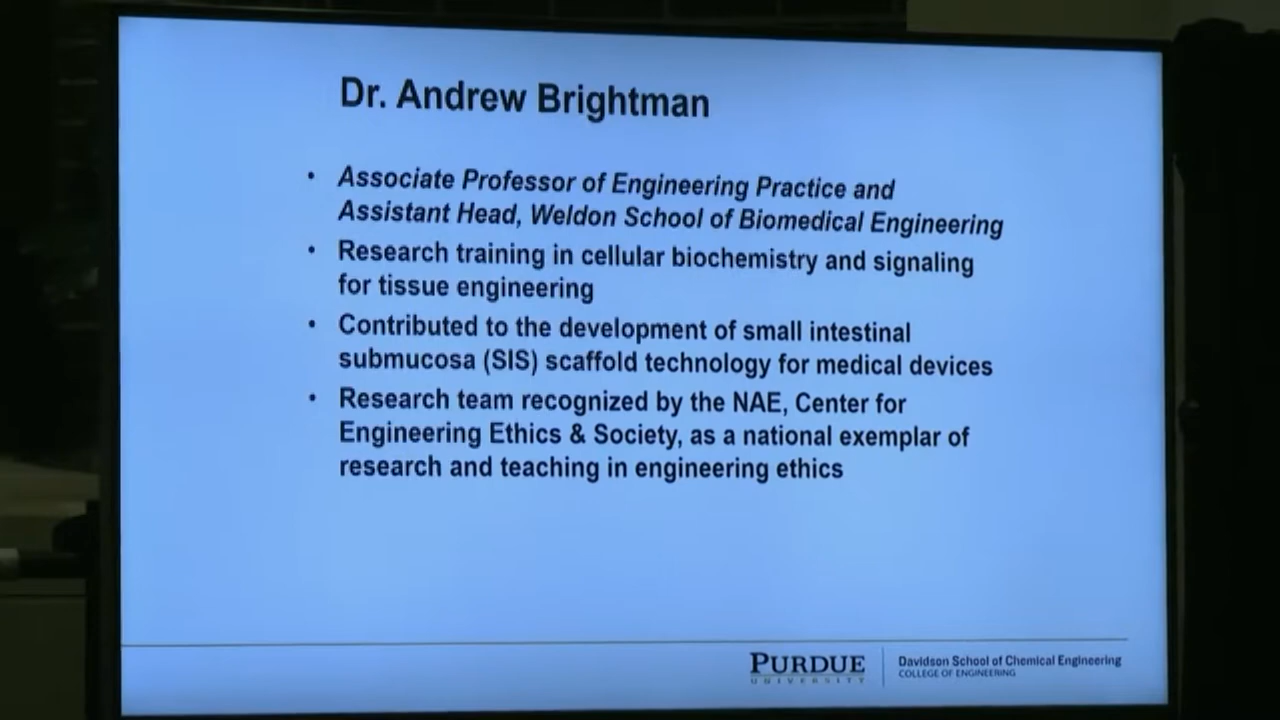 Dr. Andrew Brightman
• Associate Professor of Engineering Practice and
Assistant Head, Weldon School of Biomedical Engineering
• Research training in cellular biochemistry and signaling
for tissue engineering
• Contributed to the development of small intestinal
submucosa (SIS) scaffold technology for medical devices
• Research team recognized by the NAE, Center for
Engineering Ethics & Society, as a national exemplar of
research and teaching in engineering ethics
PURDUE
UNIVERSITY
Davidson School of Chemical Engineering
COLLEGE OF ENGINEERING